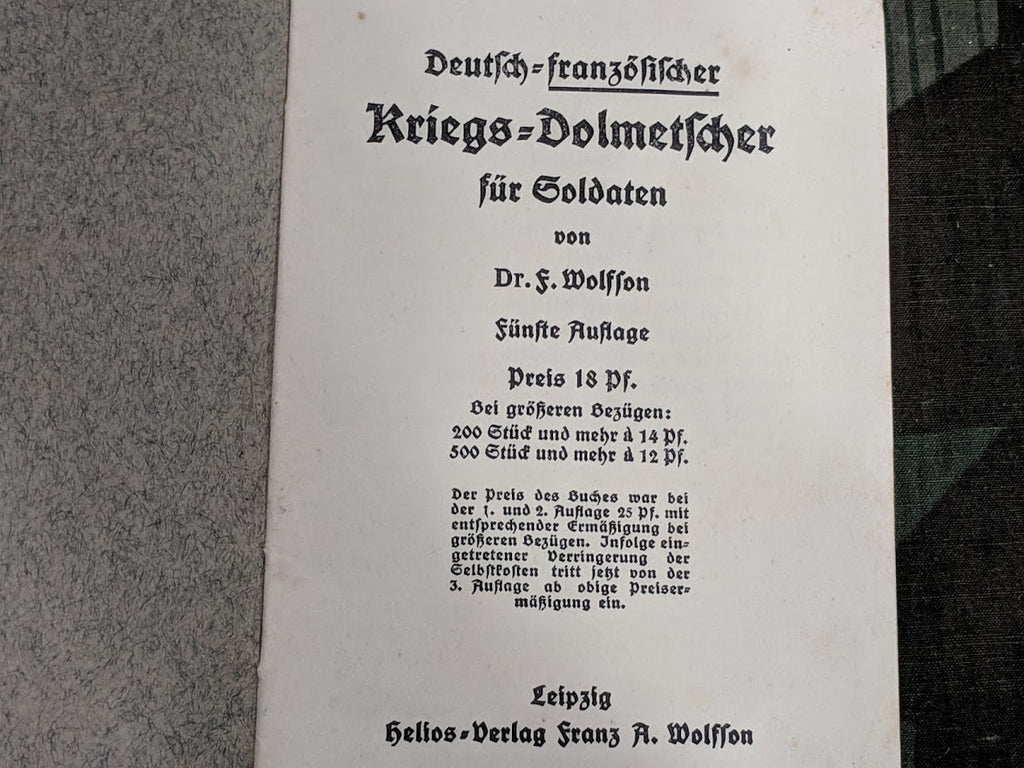 Deutſch-französiſcher
Kriegs-Dolmetſcher
für Soldaten
von
Dr. F. Wolfſon
Fünfte Auflage
Preis 18 Pf.
Bei größeren Bezügen:
200 Stück und mehr à 14 Pf.
500 Stück und mehr à 12 Pf.
Der Preis des Buches war bei
der 1. und 2. Auflage 25 Pf. mit
entſprechender Ermäßigung bei
größeren Bezügen. Infolge ein-
getretener Verringerung der
Selbſtkoſten tritt jetzt von der
3. Auflage ab obige Preiser-
mäßigung ein.
Leipzig
Helios-Verlag Franz A. Wolfſon